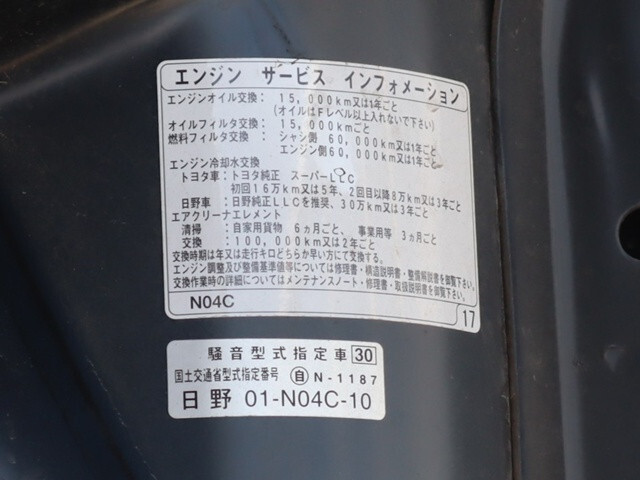 エンジン サービス インフォメーション
エンジンオイル交換： 15,000km又は1年ごと
(オイルはFレベル以上入れないで下さい)
オイルフィルタ交換： 15,000kmごと
燃料フィルタ交換： シャシ側 60,000km又は1年ごと
エンジン側60,000km又は1年ごと
エンジン冷却水交換
トヨタ車：トヨタ純正 スーパーLLC
初回16万km又は5年、2回目以降8万km又は3年ごと
日野車：日野純正LLCを推奨、30万km又は3年ごと
エアクリーナエレメント
清掃：自家用貨物 6ヵ月ごと、事業用等 3ヵ月ごと
交換：100,000km又は2年ごと
交換時期は年又は走行キロどちらか早い方にて交換する。
エンジン調整及び整備基準値等については修理書・構造説明書・整備解説書を御覧下さい。
交換作業時の詳細についてはメンテナンスノート・修理書・取扱説明書を御覧下さい。
N04C
17
騒音型式指定車 30
国土交通省型式指定番号 自 N-1187
日野 01-N04C-10